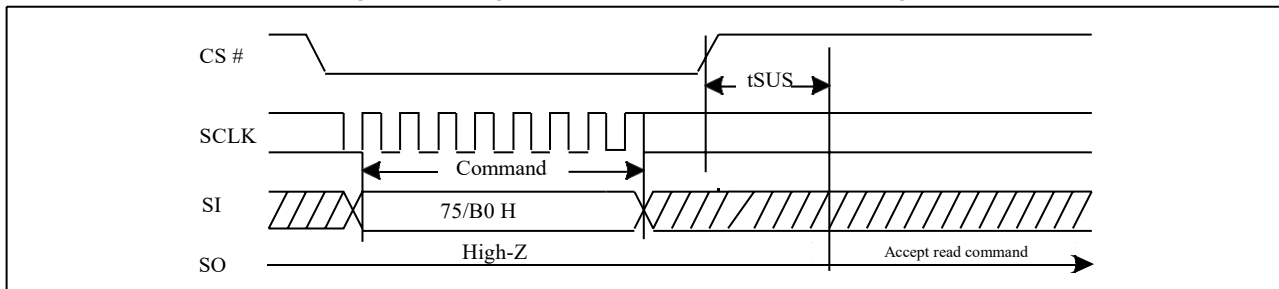 CS #
tSUS
SCLK
Command
SI
75/B0 H
High-Z
Accept read command
SO